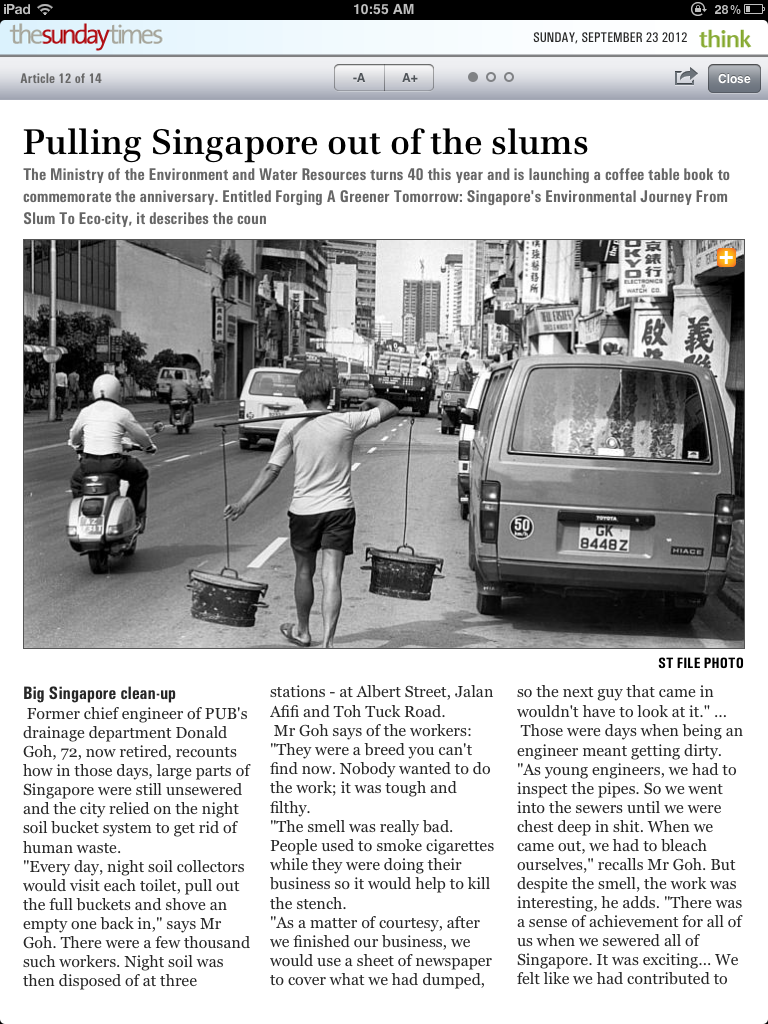 iPad 10:55 AM 28%
thesundaytimes
SUNDAY, SEPTEMBER 23 2012 think
Article 12 of 14 -A A+ Close
Pulling Singapore out of the slums
The Ministry of the Environment and Water Resources turns 40 this year and is launching a coffee table book to
commemorate the anniversary. Entitled Forging A Greener Tomorrow: Singapore's Environmental Journey From
Slum To Eco-city, it describes the coun
京
錶
銀
行
TOKYO
ELECTRONICS
& WATCH CO.
啟
義
50
TOYOTA
GK
8448Z
HIACE
ST FILE PHOTO
Big Singapore clean-up
Former chief engineer of PUB's
drainage department Donald
Goh, 72, now retired, recounts
how in those days, large parts of
Singapore were still unsewered
and the city relied on the night
soil bucket system to get rid of
human waste.
"Every day, night soil collectors
would visit each toilet, pull out
the full buckets and shove an
empty one back in," says Mr
Goh. There were a few thousand
such workers. Night soil was
then disposed of at three
stations - at Albert Street, Jalan
Afifi and Toh Tuck Road.
Mr Goh says of the workers:
"They were a breed you can't
find now. Nobody wanted to do
the work; it was tough and
filthy.
"The smell was really bad.
People used to smoke cigarettes
while they were doing their
business so it would help to kill
the stench.
"As a matter of courtesy, after
we finished our business, we
would use a sheet of newspaper
to cover what we had dumped,
so the next guy that came in
wouldn't have to look at it." ...
Those were days when being an
engineer meant getting dirty.
"As young engineers, we had to
inspect the pipes. So we went
into the sewers until we were
chest deep in shit. When we
came out, we had to bleach
ourselves," recalls Mr Goh. But
despite the smell, the work was
interesting, he adds. "There was
a sense of achievement for all of
us when we sewered all of
Singapore. It was exciting... We
felt like we had contributed to